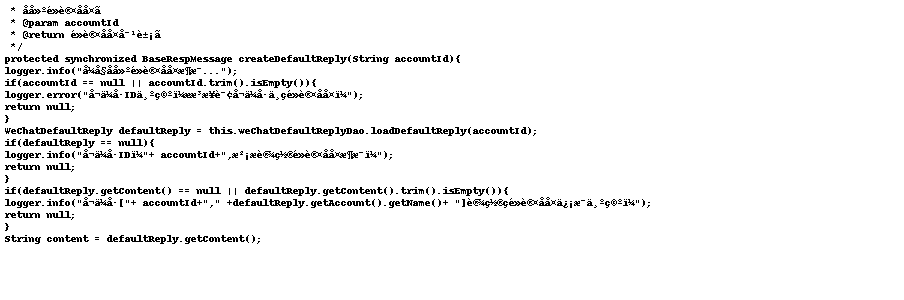 * åå»ºé»è®¤åå¤ã
 * @param accountId
 * @return é»è®¤åå¤å¯¹è±¡ã
 */
protected synchronized BaseRespMessage createDefaultReply(String accountId){
logger.info("å¼å§åå»ºé»è®¤åå¤æ¶æ¯...");
if(accountId == null || accountId.trim().isEmpty()){
logger.error("å¬ä¼å·IDä¸ºç©ºï¼ææ³æ¥è¯¢å¬ä¼å·ä¸çé»è®¤åå¤ï¼");
return null;
}
WeChatDefaultReply defaultReply = this.weChatDefaultReplyDao.loadDefaultReply(accountId);
if(defaultReply == null){
logger.info("å¬ä¼å·IDï¼"+ accountId+",æ²¡æè®¾ç½®é»è®¤åå¤æ¶æ¯ï¼");
return null;
}
if(defaultReply.getContent() == null || defaultReply.getContent().trim().isEmpty()){
logger.info("å¬ä¼å·["+ accountId+"," +defaultReply.getAccount().getName()+ "]è®¾ç½®çé»è®¤åå¤ä¿¡æ¯ä¸ºç©ºï¼");
return null;
}
String content = defaultReply.getContent();